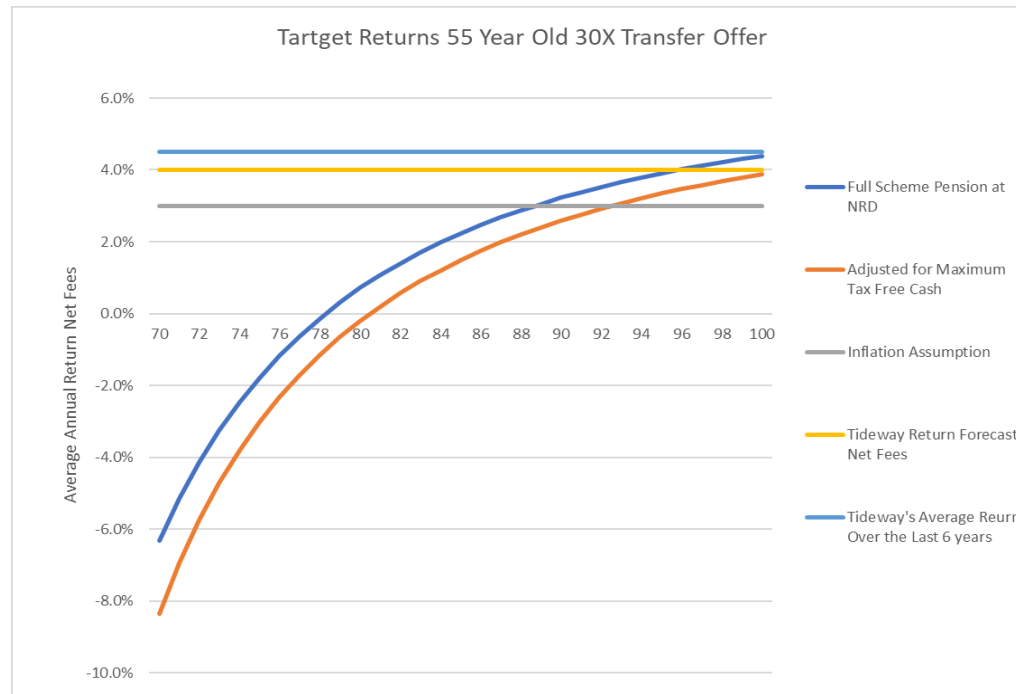 Tartget Returns 55 Year Old 30X Transfer Offer
6.0%
4.0%
2.0%
0.0%
-2.0%
-4.0%
-6.0%
-8.0%
-10.0%
Average Annual Return Net Fees
70 72 74 76 78 80 82 84 86 88 90 92 94 96 98 100
Full Scheme Pension at
NRD
Adjusted for Maximum
Tax Free Cash
Inflation Assumption
Tideway Return Forecast
Net Fees
Tideway's Average Reurn
Over the Last 6 years